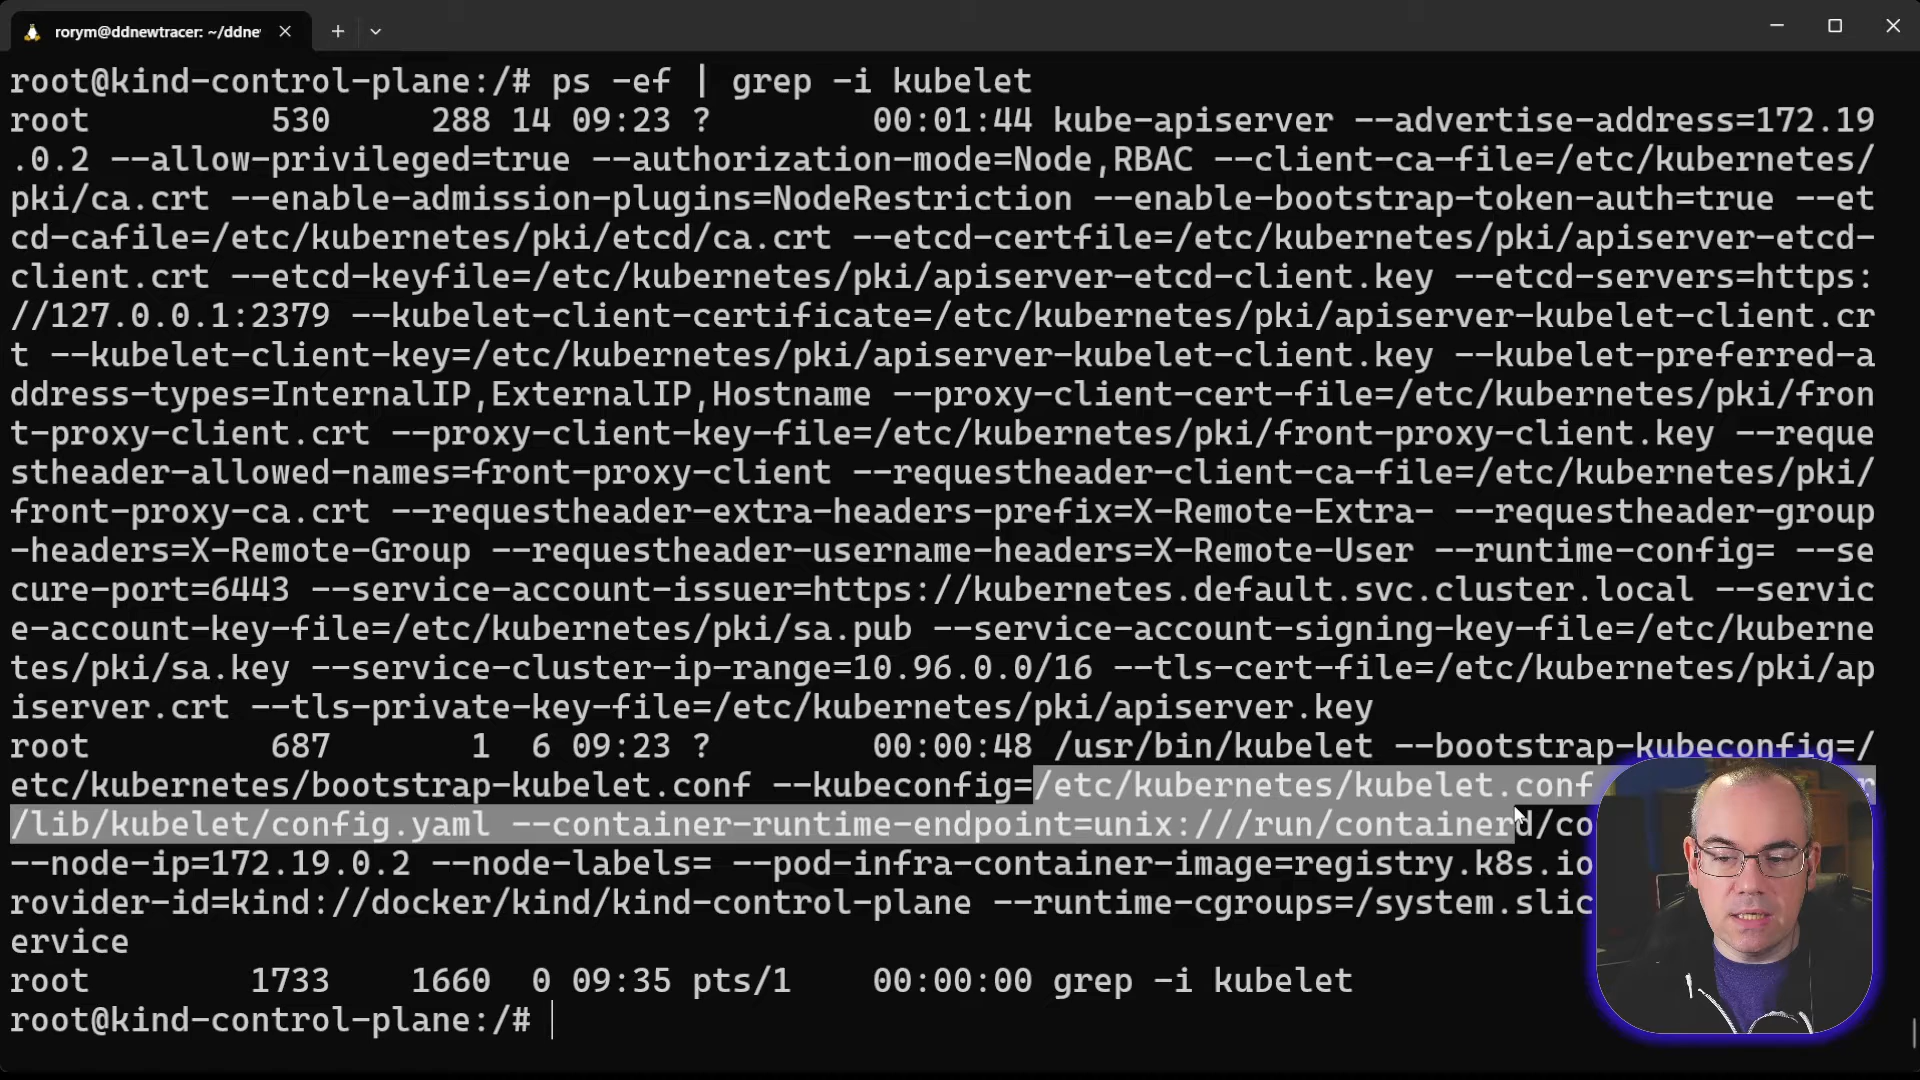 rorym@ddnewtracer: ~/ddne
root@kind-control-plane:/# ps -ef | grep -i kubelet
root         530     288 14 09:23 ?        00:01:44 kube-apiserver --advertise-address=172.19
.0.2 --allow-privileged=true --authorization-mode=Node,RBAC --client-ca-file=/etc/kubernetes/
pki/ca.crt --enable-admission-plugins=NodeRestriction --enable-bootstrap-token-auth=true --et
cd-cafile=/etc/kubernetes/pki/etcd/ca.crt --etcd-certfile=/etc/kubernetes/pki/apiserver-etcd-
client.crt --etcd-keyfile=/etc/kubernetes/pki/apiserver-etcd-client.key --etcd-servers=https:
//127.0.0.1:2379 --kubelet-client-certificate=/etc/kubernetes/pki/apiserver-kubelet-client.cr
t --kubelet-client-key=/etc/kubernetes/pki/apiserver-kubelet-client.key --kubelet-preferred-a
ddress-types=InternalIP,ExternalIP,Hostname --proxy-client-cert-file=/etc/kubernetes/pki/fron
t-proxy-client.crt --proxy-client-key-file=/etc/kubernetes/pki/front-proxy-client.key --reque
stheader-allowed-names=front-proxy-client --requestheader-client-ca-file=/etc/kubernetes/pki/
front-proxy-ca.crt --requestheader-extra-headers-prefix=X-Remote-Extra- --requestheader-group
-headers=X-Remote-Group --requestheader-username-headers=X-Remote-User --runtime-config= --se
cure-port=6443 --service-account-issuer=https://kubernetes.default.svc.cluster.local --servic
e-account-key-file=/etc/kubernetes/pki/sa.pub --service-account-signing-key-file=/etc/kuberne
tes/pki/sa.key --service-cluster-ip-range=10.96.0.0/16 --tls-cert-file=/etc/kubernetes/pki/ap
iserver.crt --tls-private-key-file=/etc/kubernetes/pki/apiserver.key
root         687       1  6 09:23 ?        00:00:48 /usr/bin/kubelet --bootstrap-kubeconfig=/
etc/kubernetes/bootstrap-kubelet.conf --kubeconfig=/etc/kubernetes/kubelet.conf
/lib/kubelet/config.yaml --container-runtime-endpoint=unix:///run/containerd/co
--node-ip=172.19.0.2 --node-labels= --pod-infra-container-image=registry.k8s.io
rovider-id=kind://docker/kind/kind-control-plane --runtime-cgroups=/system.slic
ervice
root        1733    1660  0 09:35 pts/1    00:00:00 grep -i kubelet
root@kind-control-plane:/#